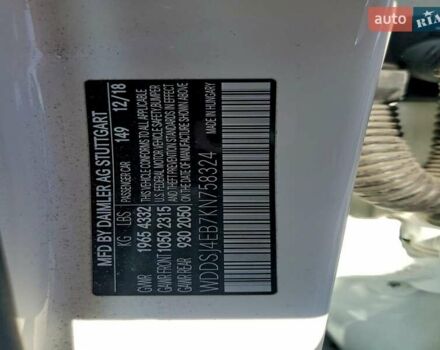 auto RIA
MFD BY DAIMLER AG STUTTGART
KG LBS PASSENGER CAR 149 12/18
GVWR 1965 4332 THIS VEHICLE CONFORMS TO ALL APPLICABLE
GAWR FRONT 1050 2315 FEDERAL MOTOR VEHICLE SAFETY, BUMPER
AND THEFT PREVENTION STANDARDS IN EFFECT
GAWR REAR 930 2050 ON THE DATE OF MANUFACTURE SHOWN ABOVE
WDDSJ4EB7KN758324 MADE IN HUNGARY